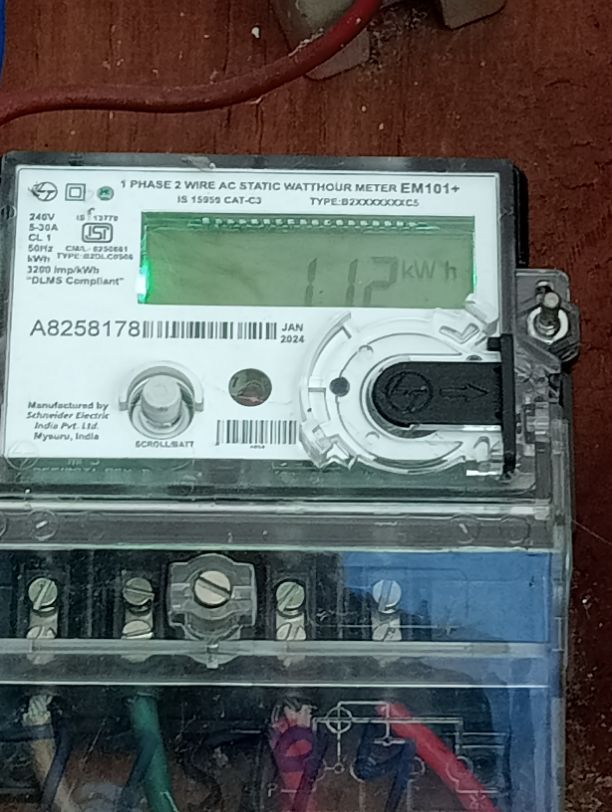 1 PHASE 2 WIRE AC STATIC WATTHOUR METER EM101+
IS 15959 CAT-C3 TYPE:B2XXXXXXXC5
240V
5-30A
CL 1
50Hz
kWh
3200 imp/kWh
"DLMS Compliant"
IS 13779
ISI
kWh
A8258178
JAN
2024
Manufactured by
Schneider Electric
India Pvt. Ltd.
Mysuru, India
SCROLL/BATT